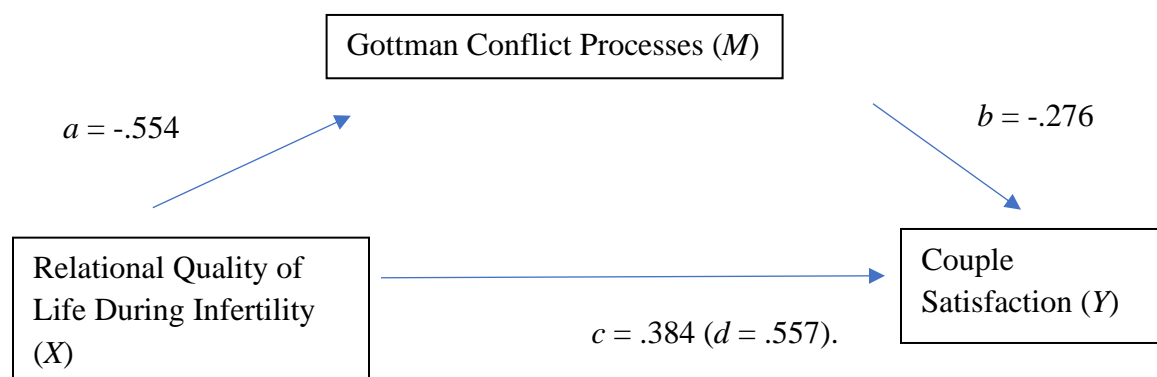 Gottman Conflict Processes (M)
a = -.554
b = -.276
Relational Quality of
Life During Infertility
(X)
Couple
Satisfaction (Y)
c = .384 (d = .557).